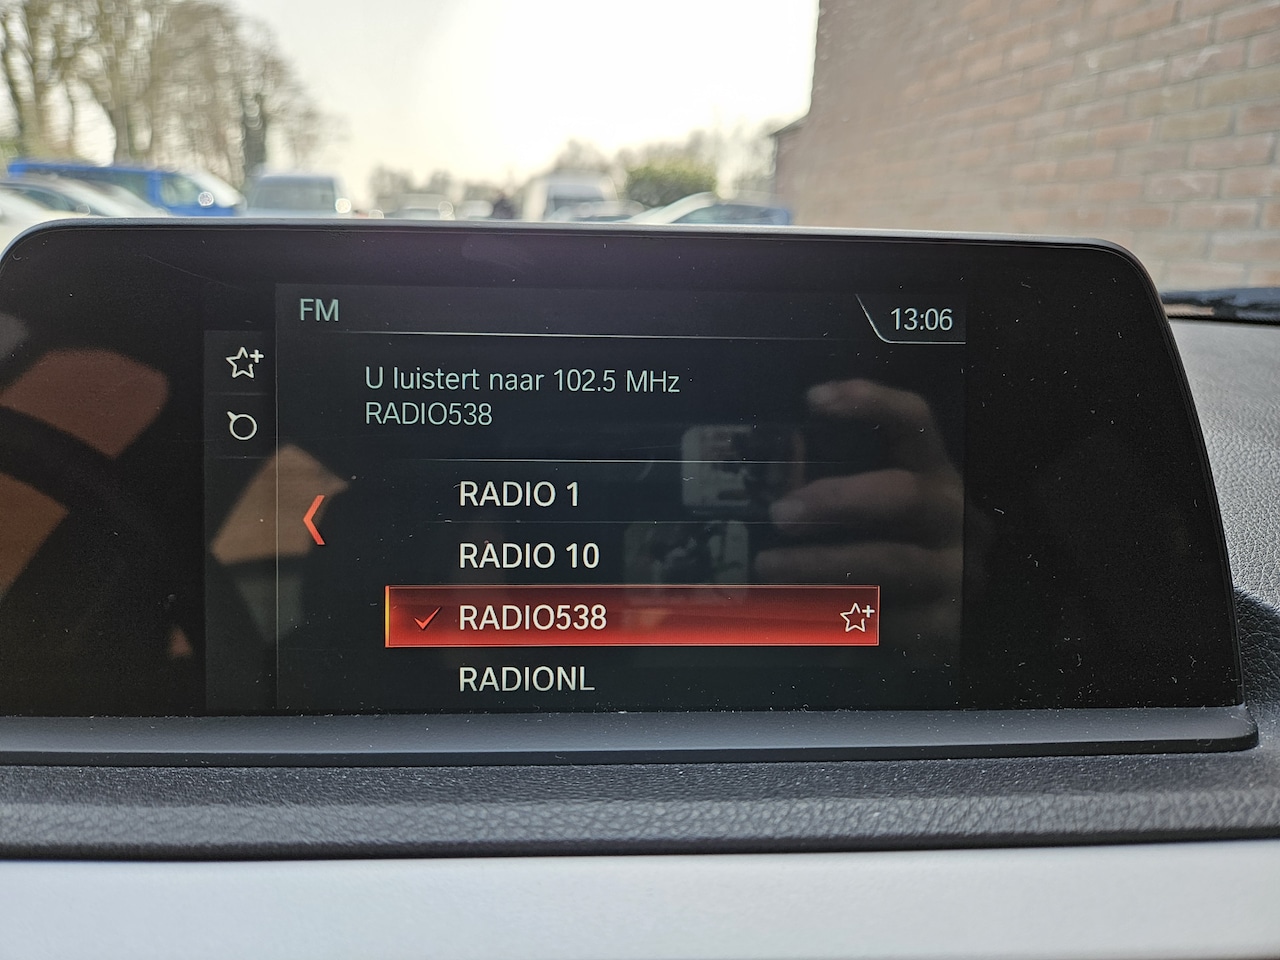 FM
13:06
U luistert naar 102.5 MHz
RADIO538
RADIO 1
RADIO 10
RADIO538
RADIONL